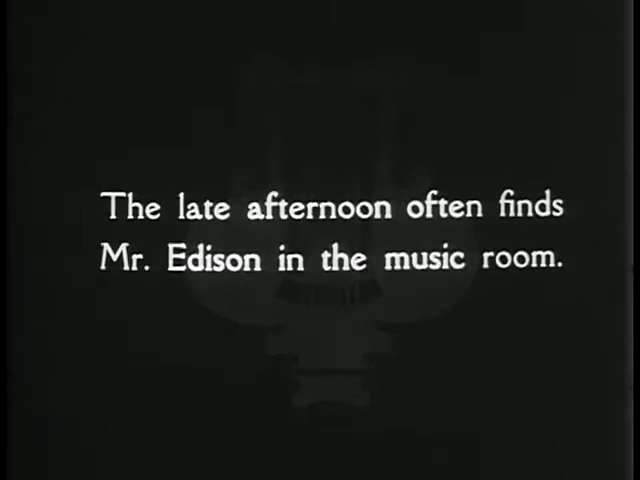 The late afternoon often finds
Mr. Edison in the music room.